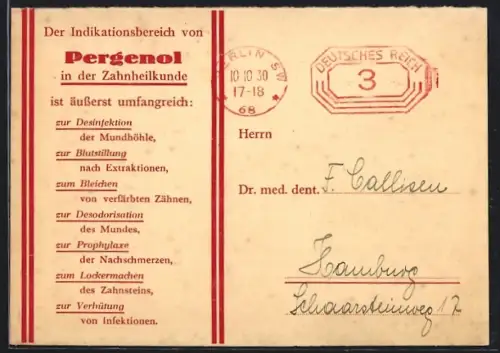 Der Indikationsbereich von
Pergenol
in der Zahnheilkunde
ist äußerst umfangreich:
zur Desinfektion
der Mundhöhle,
zur Blutstillung
nach Extraktionen,
zum Bleichen
von verfärbten Zähnen,
zur Desodorisation
des Mundes,
zur Prophylaxe
der Nachschmerzen,
zum Lockermachen
des Zahnsteins,
zur Verhütung
von Infektionen.
BERLIN SW
10 10 30
17-18
* 68 *
DEUTSCHES REICH
3
Herrn
Dr. med. dent. F. Callisen
Hamburg
Schaarsteinweg 17